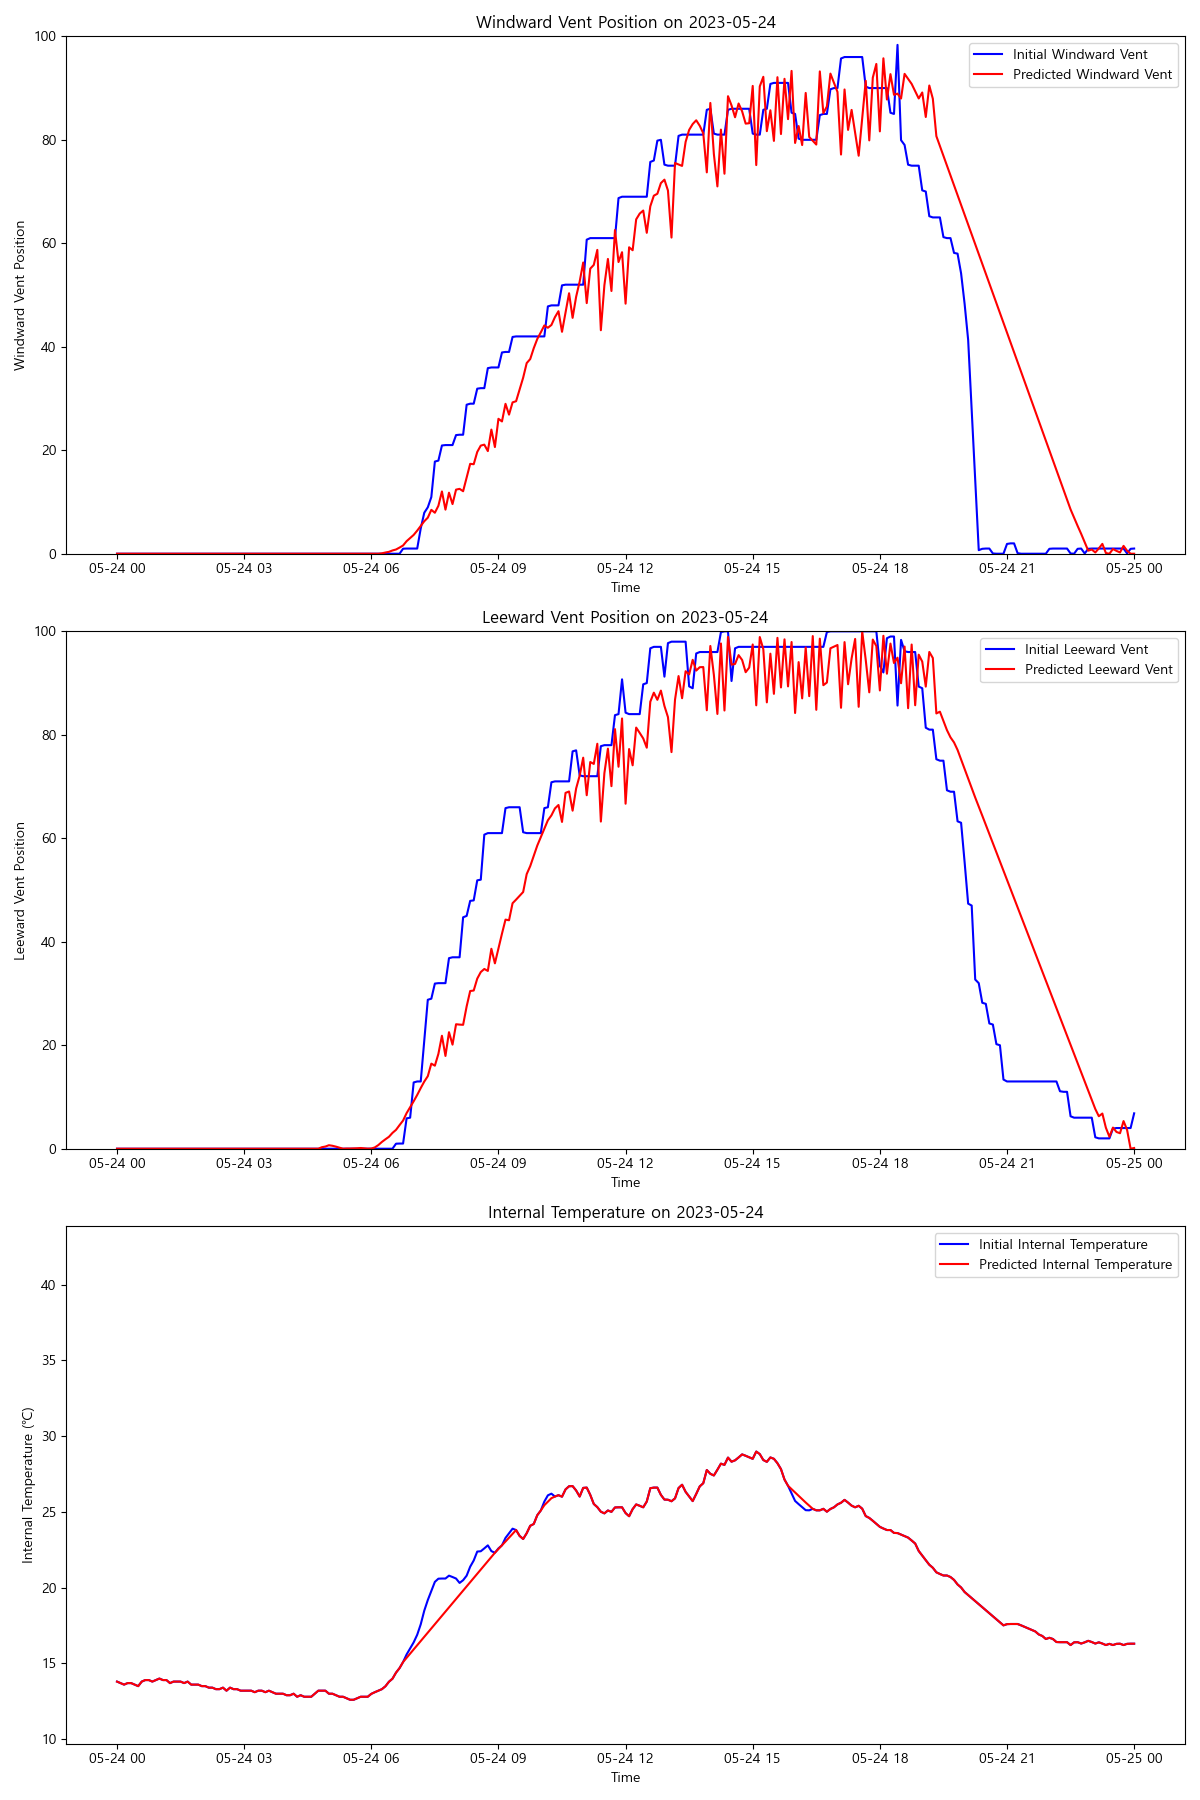 Windward Vent Position on 2023-05-24
Windward Vent Position
100
80
60
40
20
0
Initial Windward Vent
Predicted Windward Vent
05-24 00 05-24 03 05-24 06 05-24 09 05-24 12 05-24 15 05-24 18 05-24 21 05-25 00
Time
Leeward Vent Position on 2023-05-24
Leeward Vent Position
100
80
60
40
20
0
Initial Leeward Vent
Predicted Leeward Vent
05-24 00 05-24 03 05-24 06 05-24 09 05-24 12 05-24 15 05-24 18 05-24 21 05-25 00
Time
Internal Temperature on 2023-05-24
Internal Temperature (℃)
40
35
30
25
20
15
10
Initial Internal Temperature
Predicted Internal Temperature
05-24 00 05-24 03 05-24 06 05-24 09 05-24 12 05-24 15 05-24 18 05-24 21 05-25 00
Time